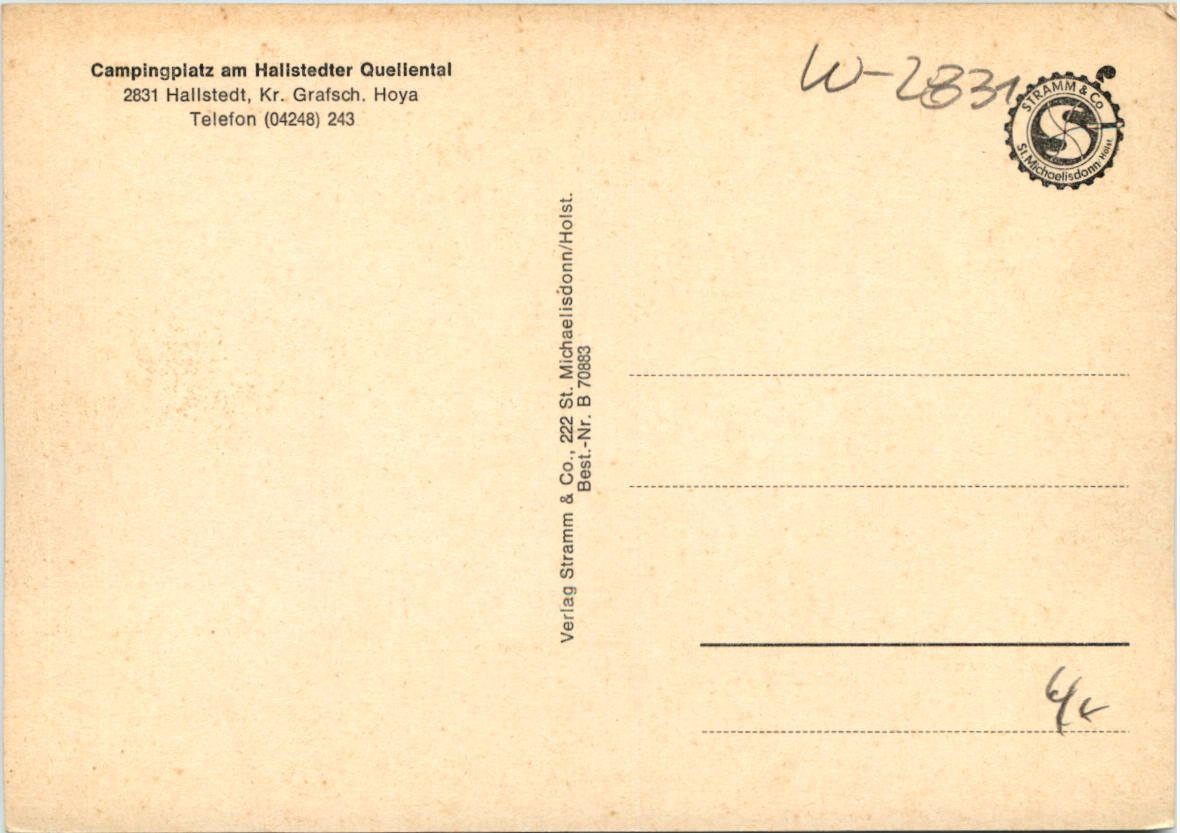 Campingplatz am Hallstedter Quellental
2831 Hallstedt, Kr. Grafsch. Hoya
Telefon (04248) 243
W-2831
STRAMM & Co
St. Michaelisdonn/Holst.
Verlag Stramm & Co., 222 St. Michaelisdonn/Holst.
Best.-Nr. B 70883